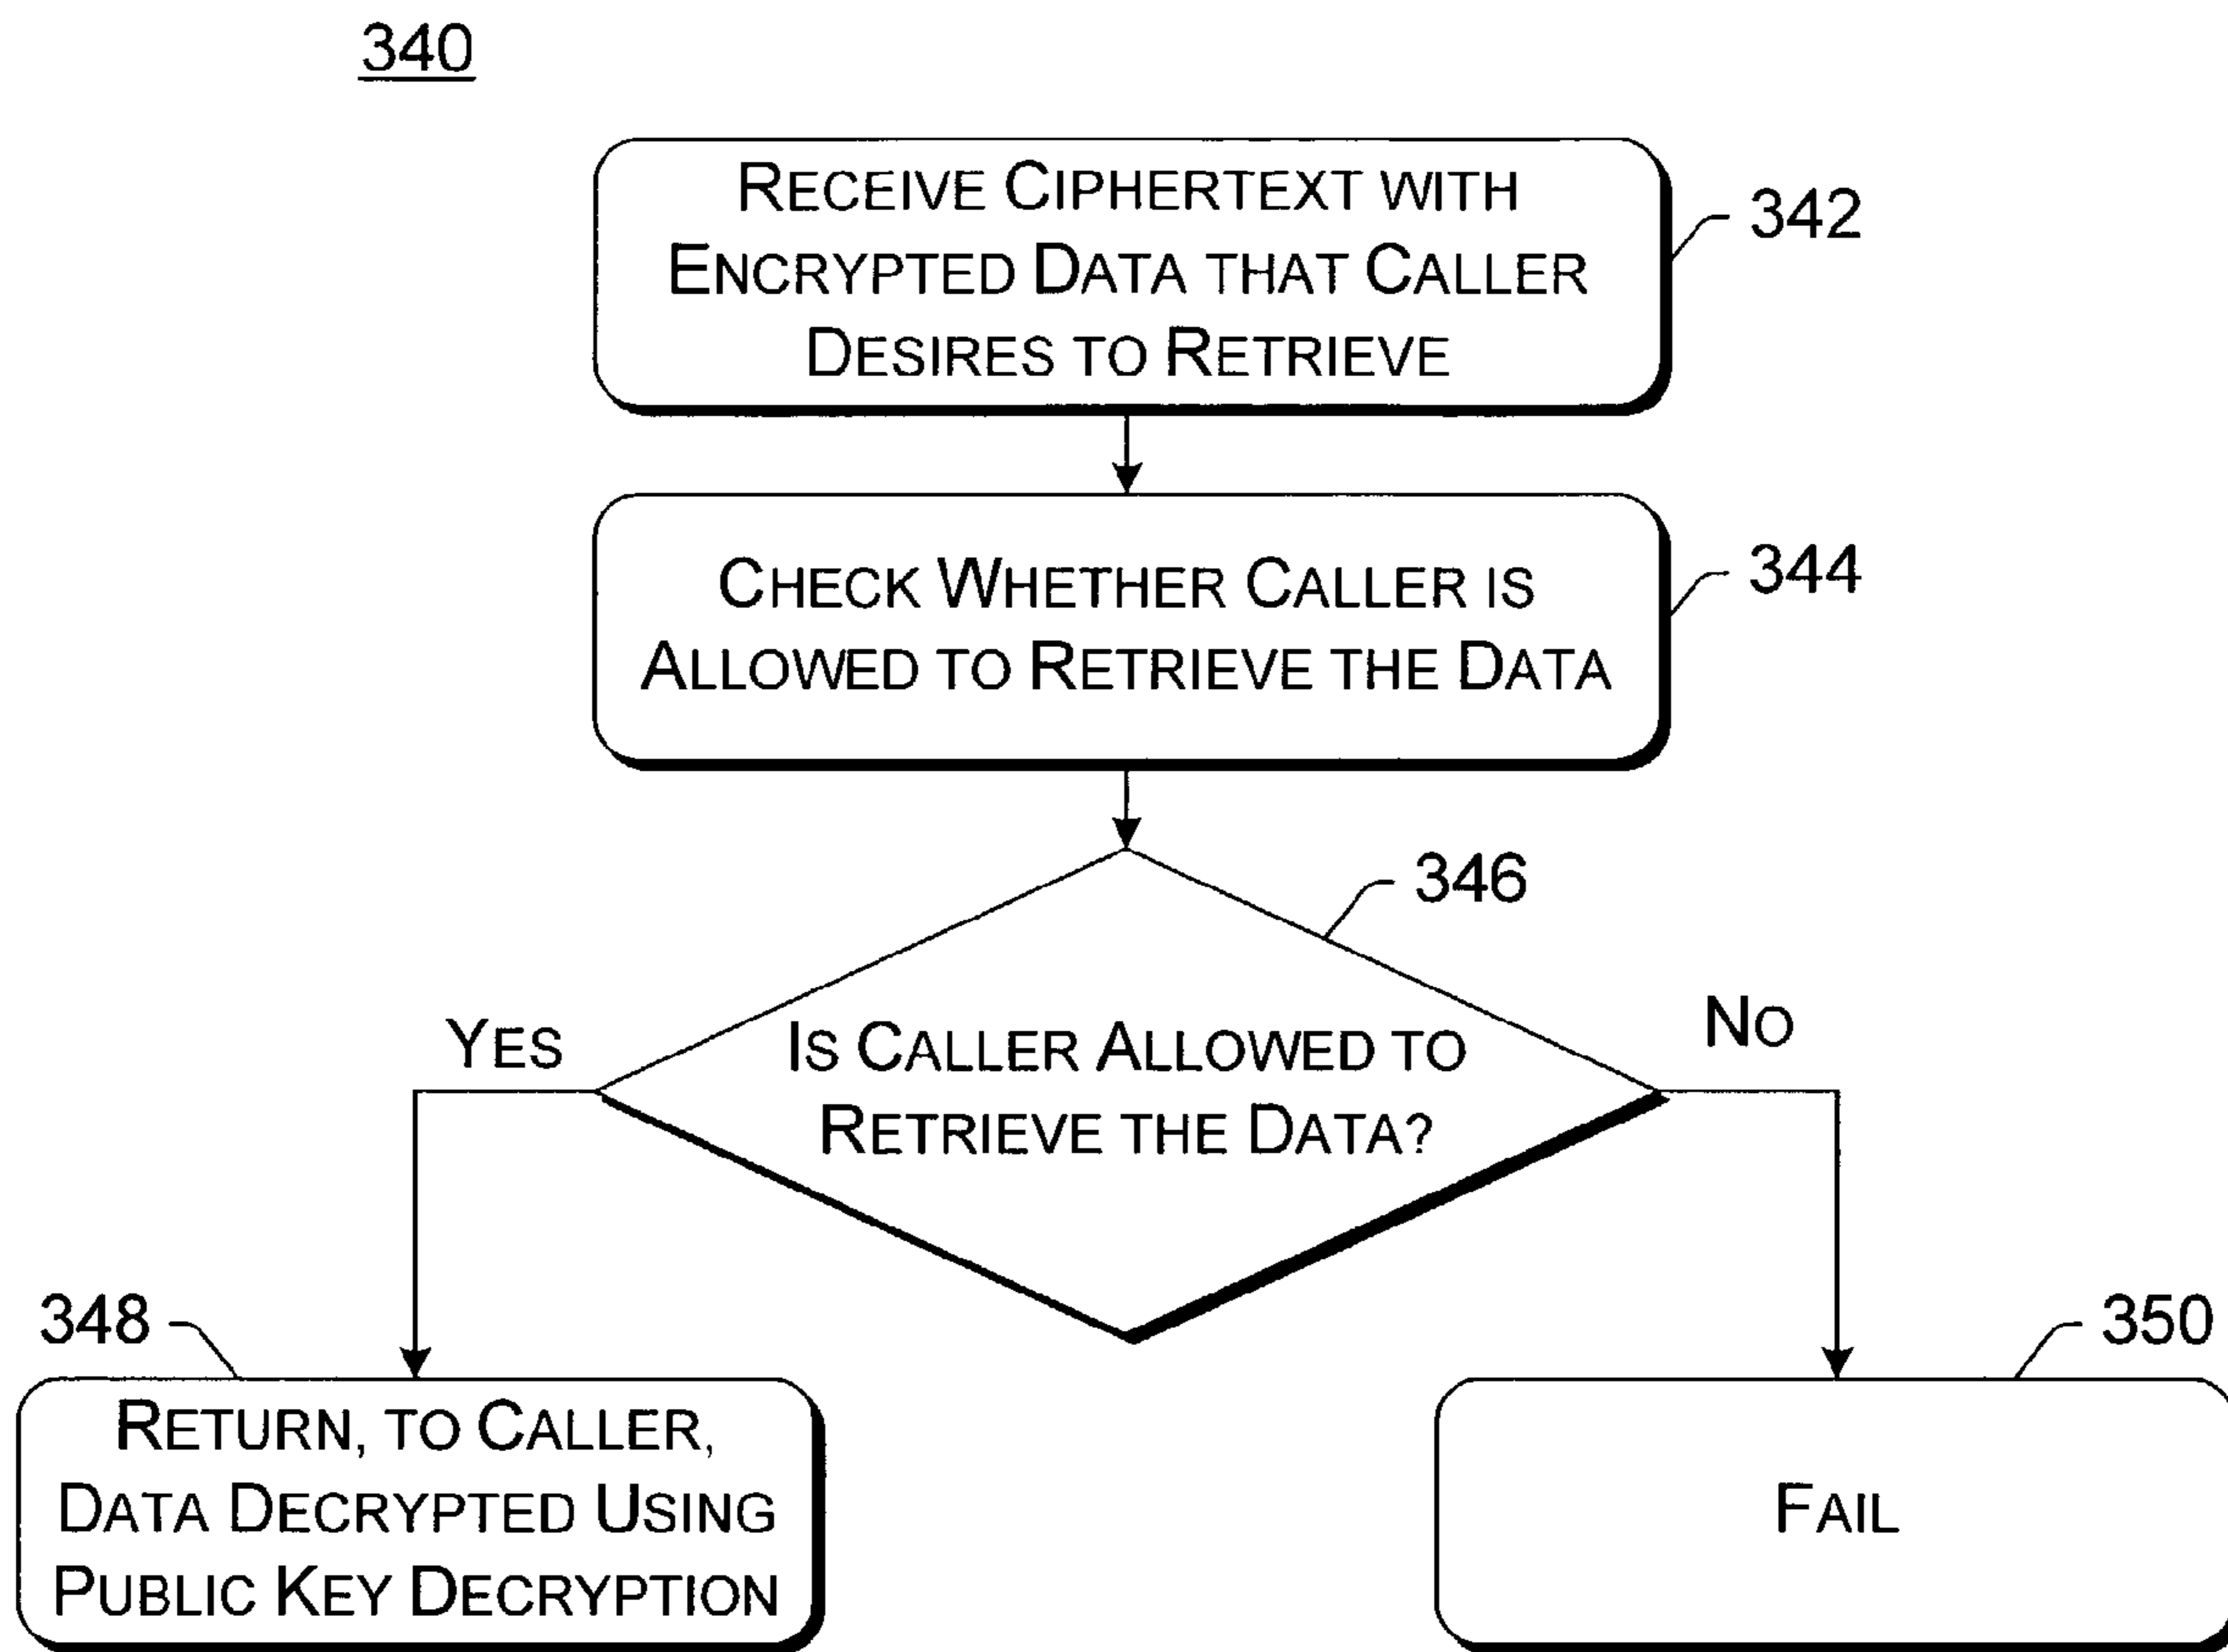 340
RECEIVE CIPHERTEXT WITH
ENCRYPTED DATA THAT CALLER
DESIRES TO RETRIEVE
342
CHECK WHETHER CALLER IS
ALLOWED TO RETRIEVE THE DATA
344
346
IS CALLER ALLOWED TO
RETRIEVE THE DATA?
YES
NO
348
RETURN, TO CALLER,
DATA DECRYPTED USING
PUBLIC KEY DECRYPTION
350
FAIL